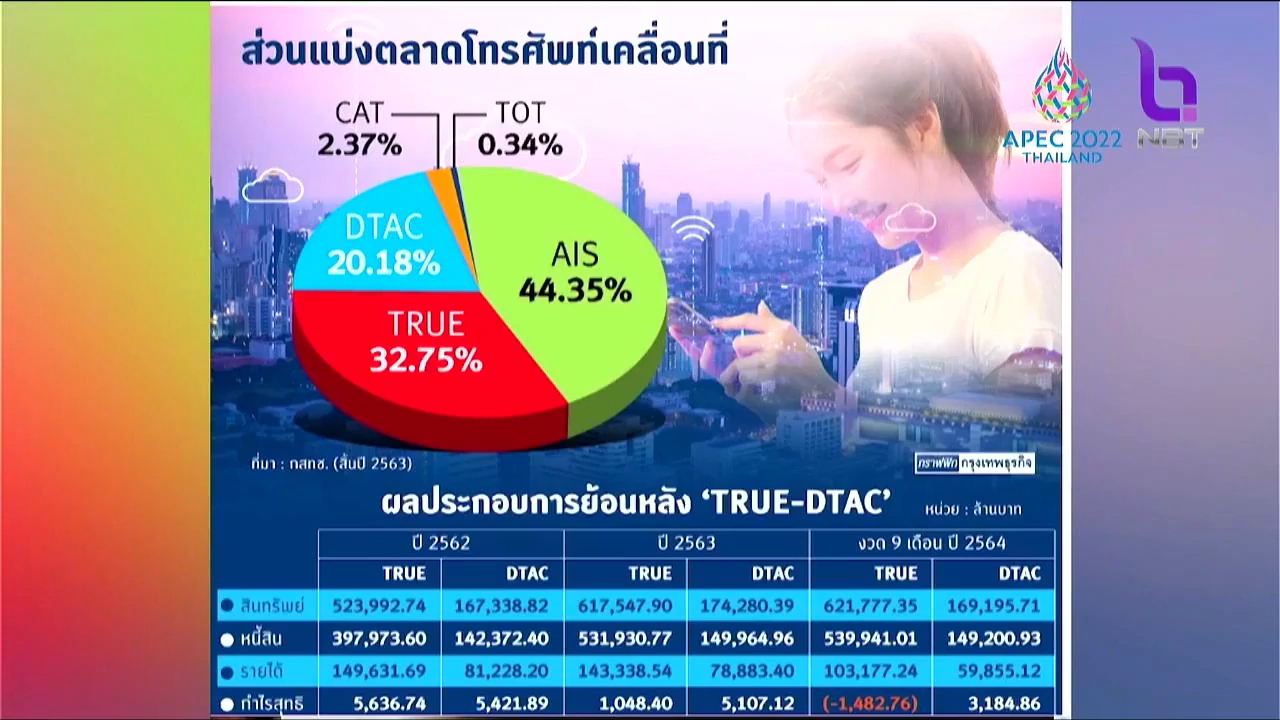 ส่วนแบ่งตลาดโทรศัพท์เคลื่อนที่
APEC 2022
THAILAND
NBT
CAT
2.37%
TOT
0.34%
DTAC
20.18%
AIS
44.35%
TRUE
32.75%
ที่มา : กสทช. (สิ้นปี 2563)
กราฟฟิก กรุงเทพธุรกิจ
ผลประกอบการย้อนหลัง ‘TRUE-DTAC’ หน่วย : ล้านบาท
ปี 2562 ปี 2563 งวด 9 เดือน ปี 2564
TRUE DTAC TRUE DTAC TRUE DTAC
สินทรัพย์ 523,992.74 167,338.82 617,547.90 174,280.39 621,777.35 169,195.71
หนี้สิน 397,973.60 142,372.40 531,930.77 149,964.96 539,941.01 149,200.93
รายได้ 149,631.69 81,228.20 143,338.54 78,883.40 103,177.24 59,855.12
กำไรสุทธิ 5,636.74 5,421.89 1,048.40 5,107.12 (-1,482.76) 3,184.86